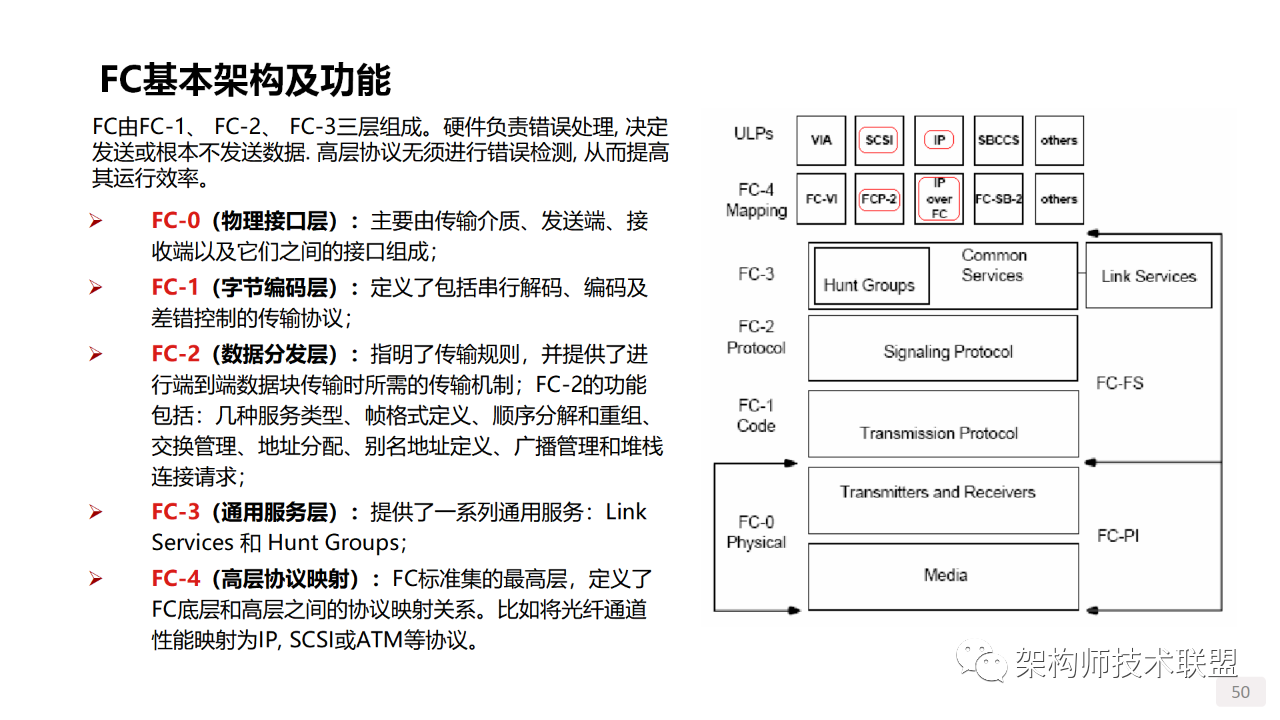 FC基本架构及功能
FC由FC-1、 FC-2、 FC-3三层组成。硬件负责错误处理, 决定
发送或根本不发送数据. 高层协议无须进行错误检测, 从而提高
其运行效率。
FC-0（物理接口层）：主要由传输介质、发送端、接
收端以及它们之间的接口组成；
FC-1（字节编码层）：定义了包括串行解码、编码及
差错控制的传输协议；
FC-2（数据分发层）：指明了传输规则，并提供了进
行端到端数据块传输时所需的传输机制；FC-2的功能
包括：几种服务类型、帧格式定义、顺序分解和重组、
交换管理、地址分配、别名地址定义、广播管理和堆栈
连接请求；
FC-3（通用服务层）：提供了一系列通用服务：Link
Services 和 Hunt Groups；
FC-4（高层协议映射）：FC标准集的最高层，定义了
FC底层和高层之间的协议映射关系。比如将光纤通道
性能映射为IP, SCSI或ATM等协议。
ULPs
VIA
SCSI
IP
SBCCS
others
FC-4
Mapping
FC-VI
FCP-2
IP
over
FC
FC-SB-2
others
FC-3
Hunt Groups
Common
Services
Link Services
FC-2
Protocol
Signaling Protocol
FC-FS
FC-1
Code
Transmission Protocol
Transmitters and Receivers
FC-0
Physical
FC-PI
Media
架构师技术联盟
50